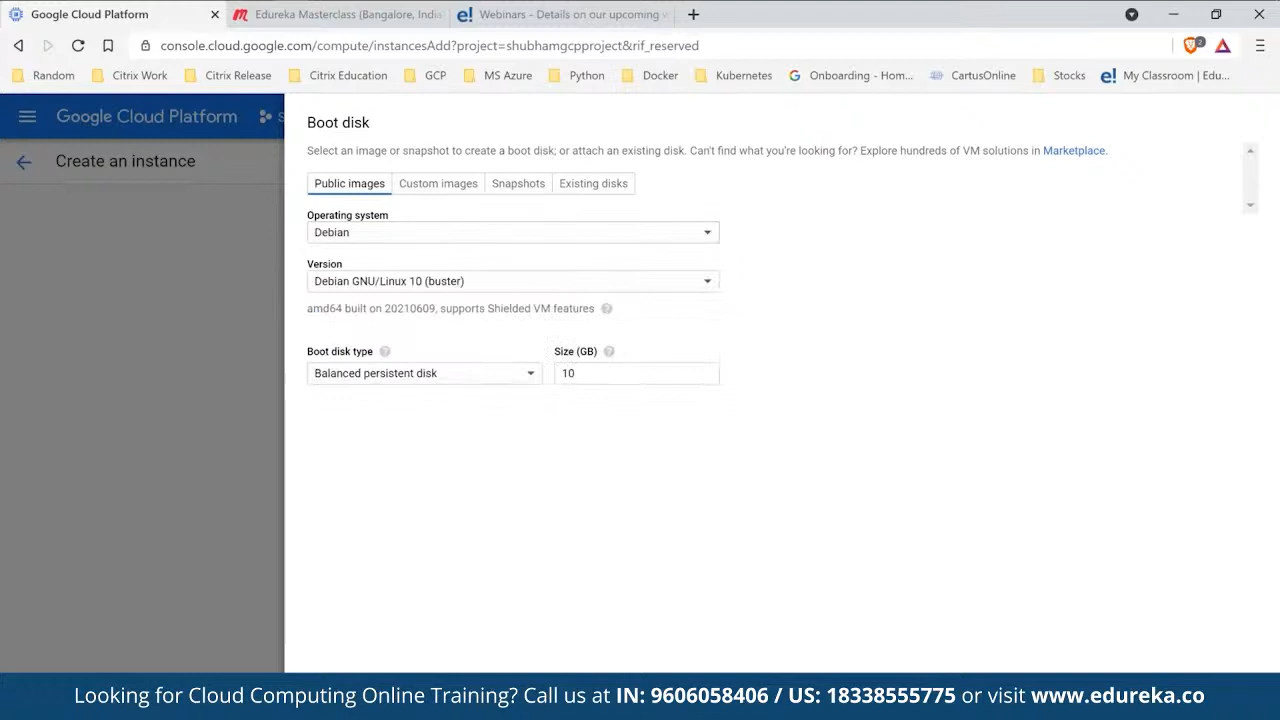 Google Cloud Platform
Edureka Masterclass (Bangalore, India
e! Webinars - Details on our upcoming
console.cloud.google.com/compute/instancesAdd?project=shubhamgcpproject&rif_reserved
2
Random Citrix Work Citrix Release Citrix Education GCP MS Azure Python Docker Kubernetes Onboarding - Hom... CartusOnline Stocks e! My Classroom | Edu...
Google Cloud Platform
Create an instance
Boot disk
Select an image or snapshot to create a boot disk; or attach an existing disk. Can't find what you're looking for? Explore hundreds of VM solutions in Marketplace.
Public images Custom images Snapshots Existing disks
Operating system
Debian
Version
Debian GNU/Linux 10 (buster)
amd64 built on 20210609, supports Shielded VM features ?
Boot disk type ? Size (GB) ?
Balanced persistent disk 10
Looking for Cloud Computing Online Training? Call us at IN: 9606058406 / US: 18338555775 or visit www.edureka.co